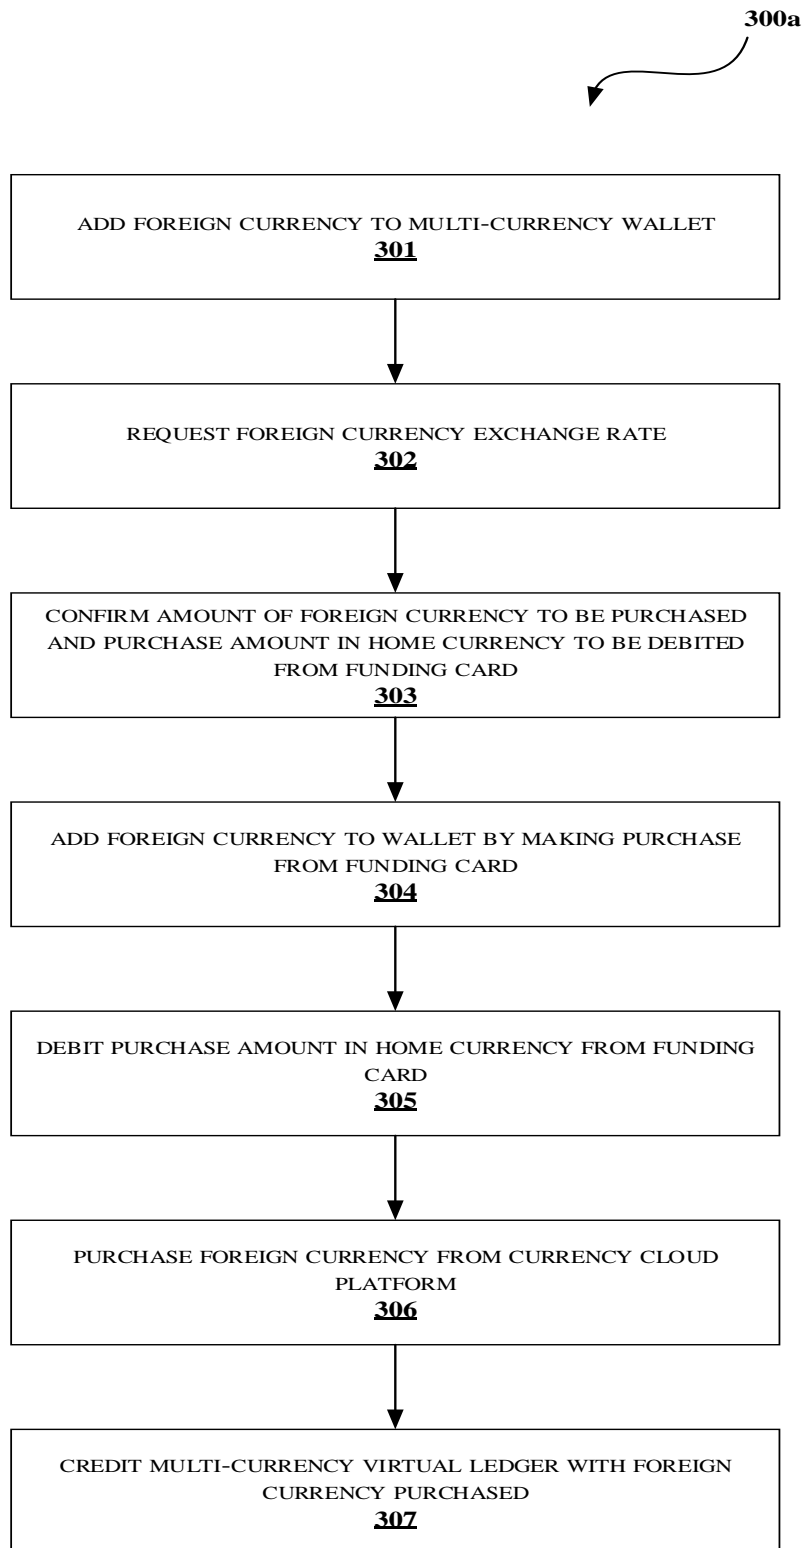 300a
ADD FOREIGN CURRENCY TO MULTI-CURRENCY WALLET
301
REQUEST FOREIGN CURRENCY EXCHANGE RATE
302
CONFIRM AMOUNT OF FOREIGN CURRENCY TO BE PURCHASED
AND PURCHASE AMOUNT IN HOME CURRENCY TO BE DEBITED
FROM FUNDING CARD
303
ADD FOREIGN CURRENCY TO WALLET BY MAKING PURCHASE
FROM FUNDING CARD
304
DEBIT PURCHASE AMOUNT IN HOME CURRENCY FROM FUNDING
CARD
305
PURCHASE FOREIGN CURRENCY FROM CURRENCY CLOUD
PLATFORM
306
CREDIT MULTI-CURRENCY VIRTUAL LEDGER WITH FOREIGN
CURRENCY PURCHASED
307